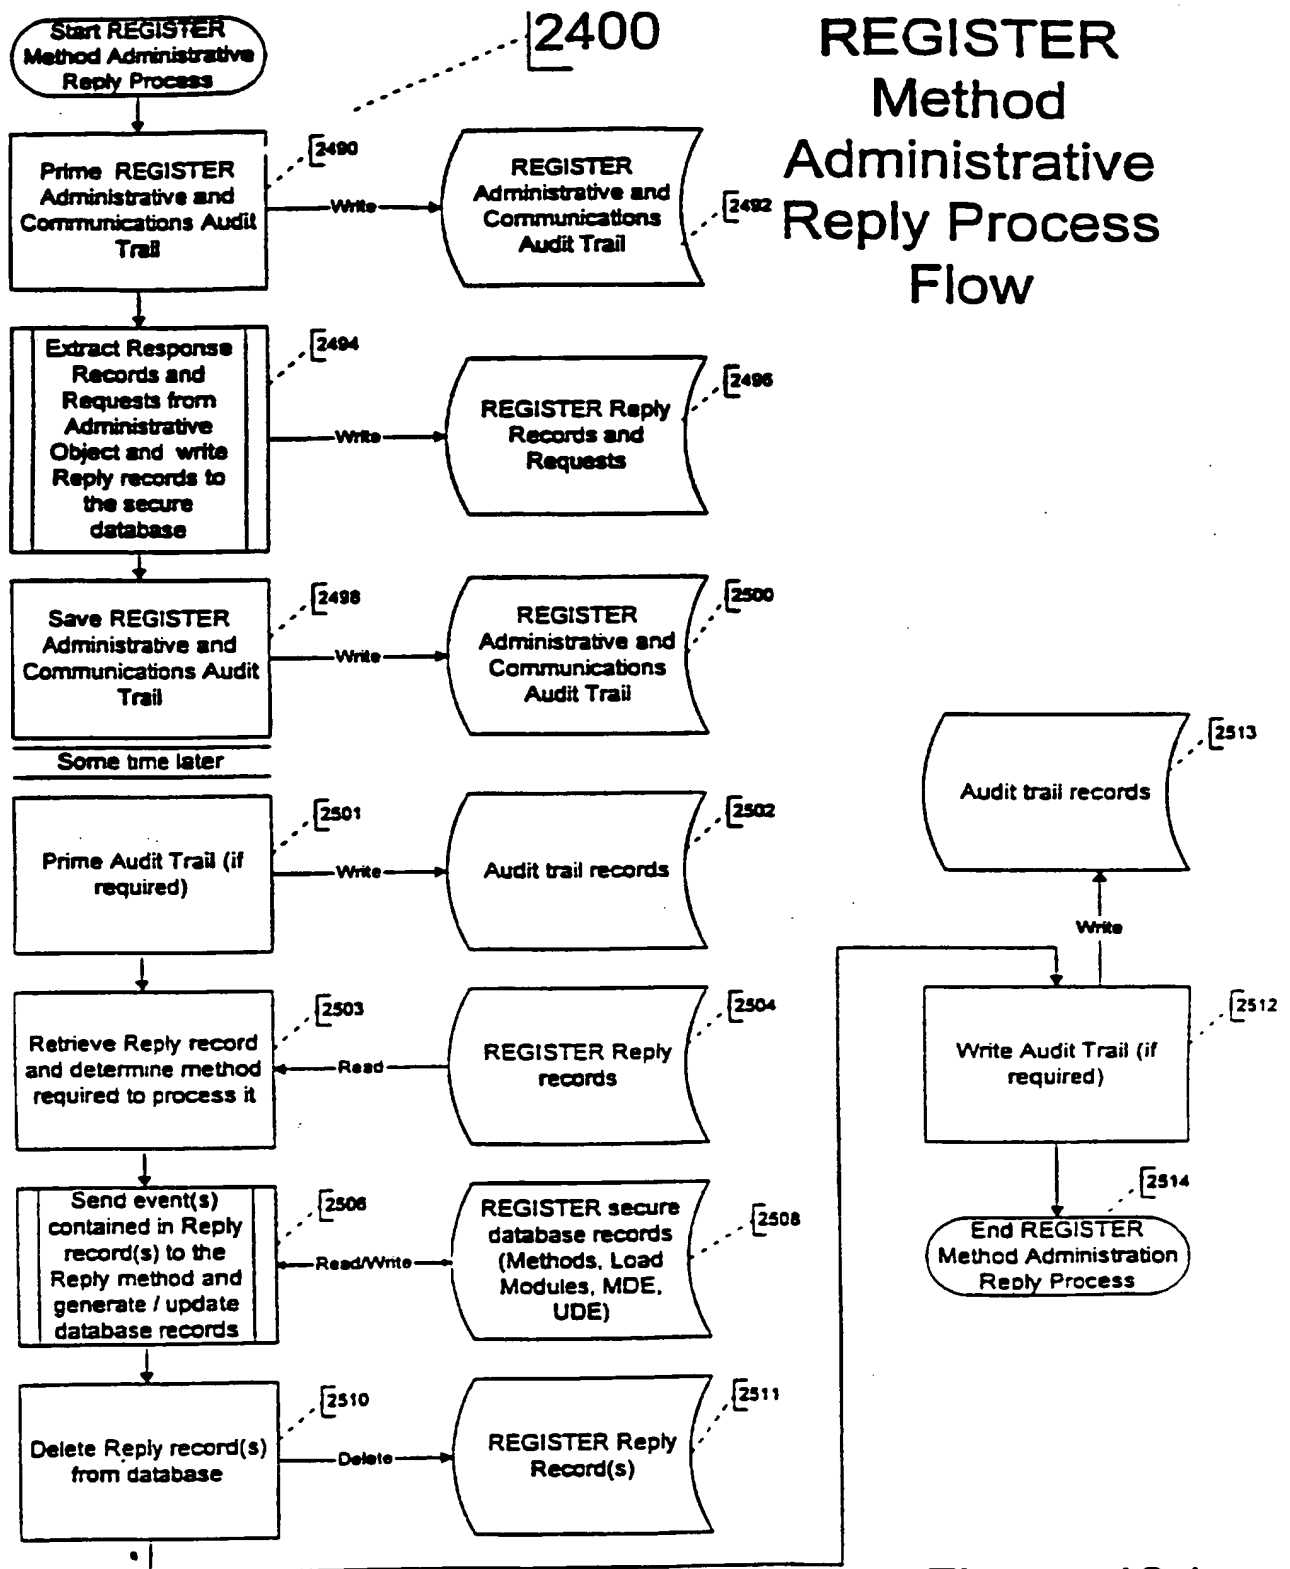 Start REGISTER
Method Administrative
Reply Process
2400
REGISTER
Method
Administrative
Reply Process
Flow
2490
Prime REGISTER
Administrative and
Communications Audit
Trail
Write
REGISTER
Administrative and
Communications
Audit Trail
2492
2494
Extract Response
Records and
Requests from
Administrative
Object and write
Reply records to
the secure
database
Write
REGISTER Reply
Records and
Requests
2496
2498
Save REGISTER
Administrative and
Communications Audit
Trail
Write
REGISTER
Administrative and
Communications
Audit Trail
2500
Some time later
2501
Prime Audit Trail (if
required)
Write
Audit trail records
2502
2503
Retrieve Reply record
and determine method
required to process it
Read
REGISTER Reply
records
2504
2506
Send event(s)
contained in Reply
record(s) to the
Reply method and
generate / update
database records
Read/Write
REGISTER secure
database records
(Methods, Load
Modules, MDE,
UDE)
2508
2510
Delete Reply record(s)
from database
Delete
REGISTER Reply
Record(s)
2511
Audit trail records
2513
Write
Write Audit Trail (if
required)
2512
2514
End REGISTER
Method Administration
Reply Process